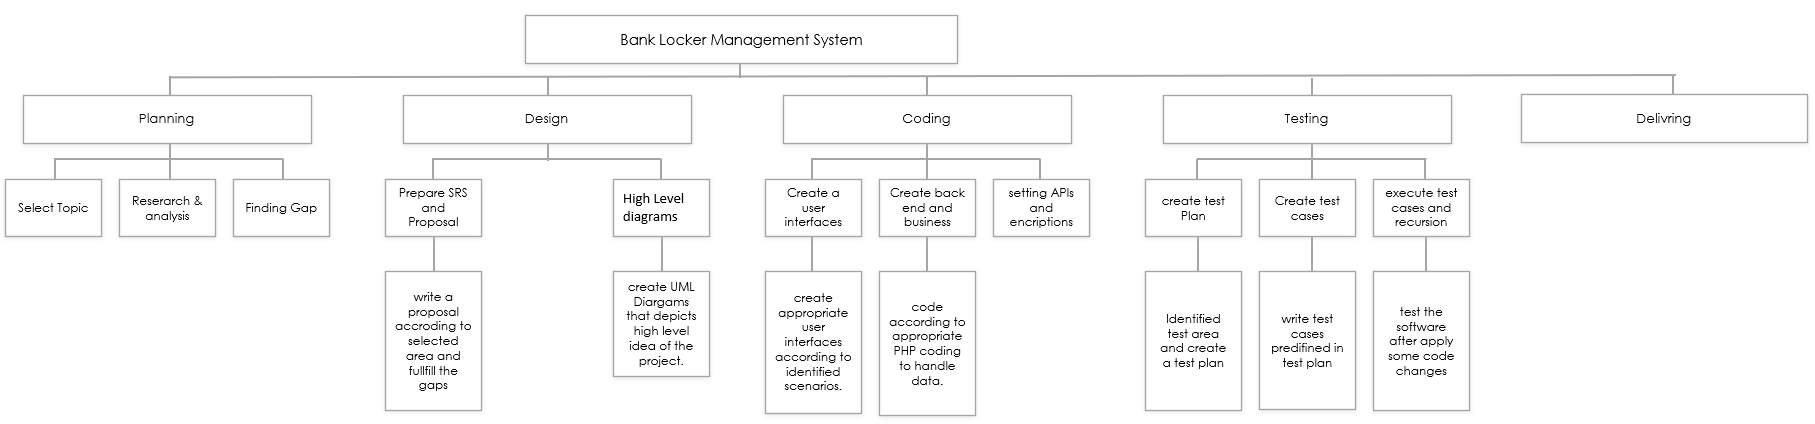 Bank Locker Management System
Planning
Design
Coding
Testing
Delivring
Select Topic
Reserarch &
analysis
Finding Gap
Prepare SRS
and
Proposal
High Level
diagrams
Create a
user
interfaces
Create back
end and
business
setting APIs
and
encriptions
create test
Plan
Create test
cases
execute test
cases and
recursion
write a
proposal
accroding to
selected
area and
fullfill the
gaps
create UML
Diargams
that depicts
high level
idea of the
project.
create
appropriate
user
interfaces
according to
identified
scenarios.
code
according to
appropriate
PHP coding
to handle
data.
Identified
test area
and create
a test plan
write test
cases
predifined in
test plan
test the
software
after apply
some code
changes